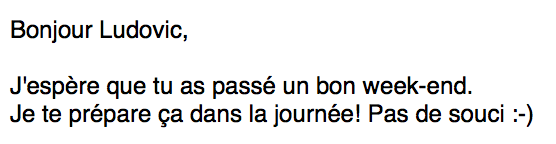 Bonjour Ludovic,
J'espère que tu as passé un bon week-end.
Je te prépare ça dans la journée! Pas de souci :-)